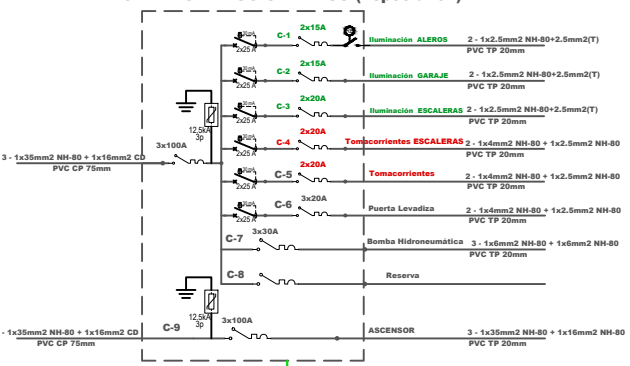 C-1 2x15A Iluminación ALEROS 2 - 1x2.5mm2 NH-80+2.5mm2(T)
2x25 A PVC TP 20mm
C-2 2x15A Iluminación GARAJE 2 - 1x2.5mm2 NH-80+2.5mm2(T)
2x25 A PVC TP 20mm
C-3 2x20A Iluminación ESCALERAS 2 - 1x2.5mm2 NH-80+2.5mm2(T)
2x25 A PVC TP 20mm
12,5kA
3p
C-4 2x20A Tomacorrientes ESCALERAS 2 - 1x4mm2 NH-80 + 1x2.5mm2 NH-80
2x25 A PVC TP 20mm
3 - 1x35mm2 NH-80 + 1x16mm2 CD 3x100A
PVC CP 75mm
C-5 2x20A Tomacorrientes 2 - 1x4mm2 NH-80 + 1x2.5mm2 NH-80
2x25 A PVC TP 20mm
C-6 3x20A Puerta Levadiza 2 - 1x4mm2 NH-80 + 1x2.5mm2 NH-80
2x25 A PVC TP 20mm
C-7 3x30A Bomba Hidroneumática 3 - 1x6mm2 NH-80 + 1x6mm2 NH-80
PVC TP 20mm
C-8 Reserva
12,5kA
3p
- 1x35mm2 NH-80 + 1x16mm2 CD C-9 3x100A ASCENSOR 3 - 1x35mm2 NH-80 + 1x16mm2 NH-80
PVC CP 75mm PVC TP 20mm